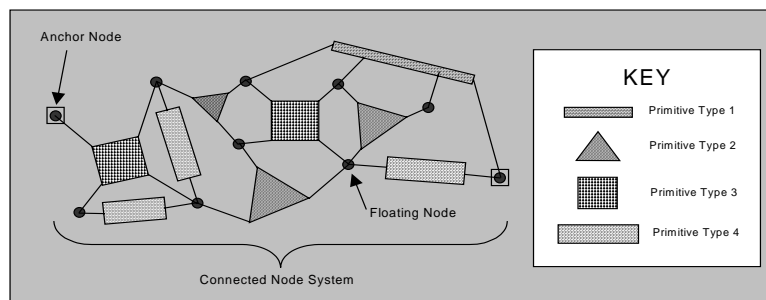 Anchor Node
KEY
Primitive Type 1
Primitive Type 2
Primitive Type 3
Primitive Type 4
Floating Node
Connected Node System